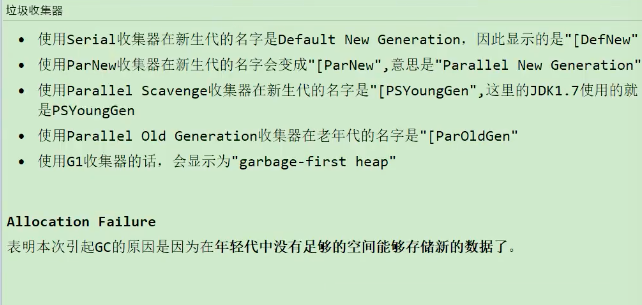 垃圾收集器
• 使用Serial收集器在新生代的名字是Default New Generation，因此显示的是"[DefNew"
• 使用ParNew收集器在新生代的名字会变成"[ParNew",意思是"Parallel New Generation"
• 使用Parallel Scavenge收集器在新生代的名字是"[PSYoungGen",这里的JDK1.7使用的就
是PSYoungGen
• 使用Parallel Old Generation收集器在老年代的名字是"[ParOldGen"
• 使用G1收集器的话，会显示为"garbage-first heap"
Allocation Failure
表明本次引起GC的原因是因为在年轻代中没有足够的空间能够存储新的数据了。